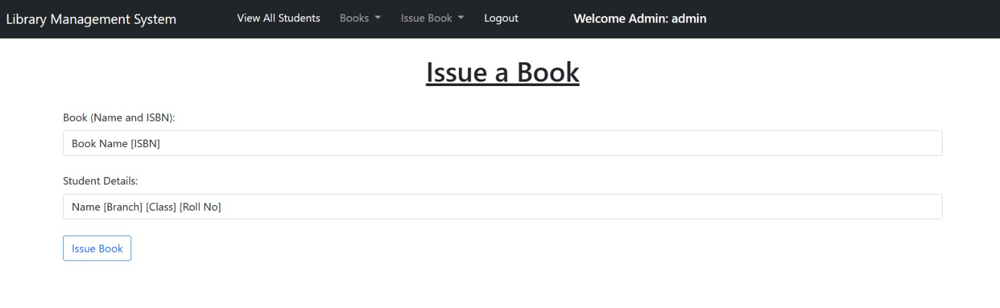 Library Management System View All Students Books Issue Book Logout Welcome Admin: admin
Issue a Book
Book (Name and ISBN):
Book Name [ISBN]
Student Details:
Name [Branch] [Class] [Roll No]
Issue Book